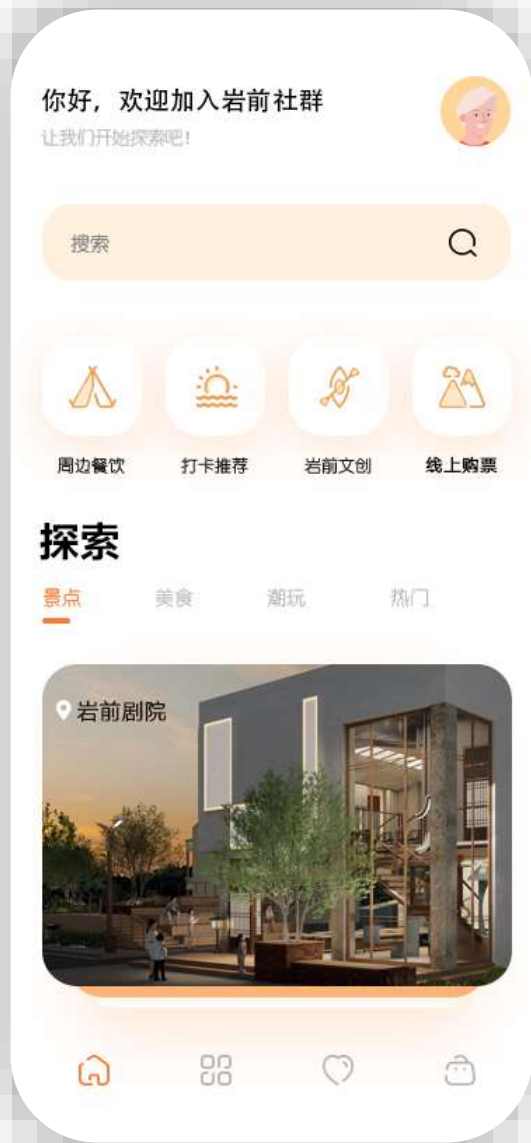 你好，欢迎加入岩前社群
让我们开始探索吧！
搜索
周边餐饮
打卡推荐
岩前文创
线上购票
探索
景点
美食
潮玩
热门
岩前剧院